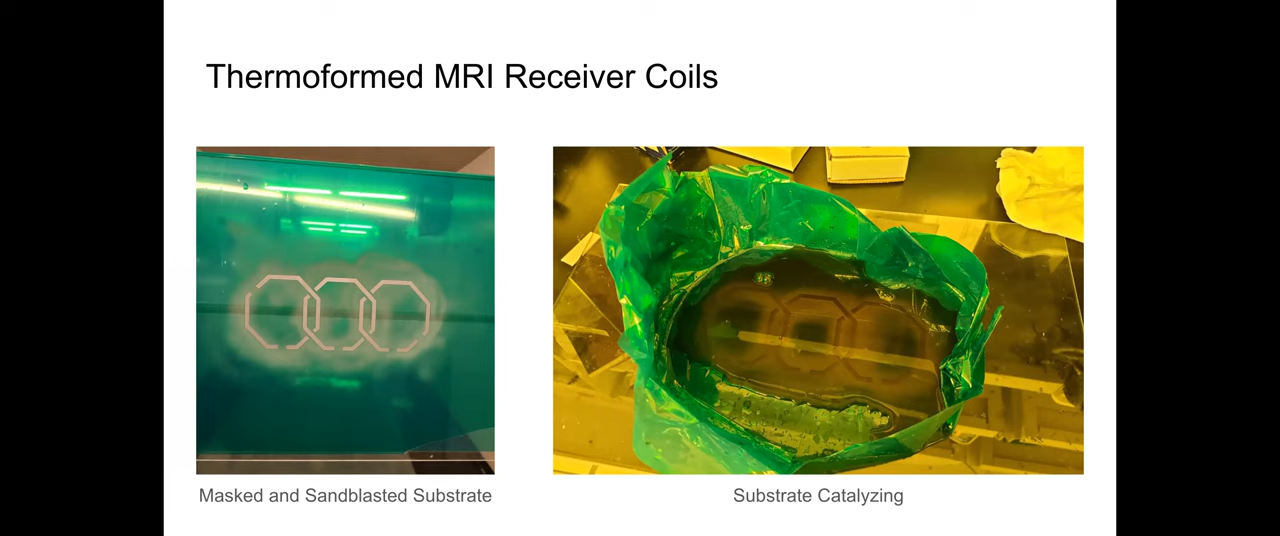 Thermoformed MRI Receiver Coils
Masked and Sandblasted Substrate
Substrate Catalyzing